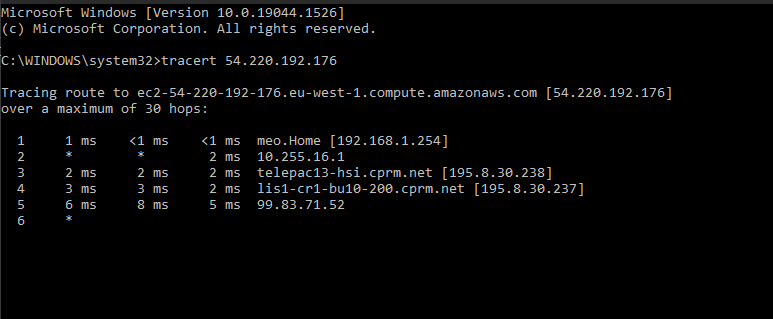 Microsoft Windows [Version 10.0.19044.1526]
(c) Microsoft Corporation. All rights reserved.
C:\WINDOWS\system32>tracert 54.220.192.176
Tracing route to ec2-54-220-192-176.eu-west-1.compute.amazonaws.com [54.220.192.176]
over a maximum of 30 hops:
1 1 ms <1 ms <1 ms meo.Home [192.168.1.254]
2 * * 2 ms 10.255.16.1
3 2 ms 2 ms 2 ms telepac13-hsi.cprm.net [195.8.30.238]
4 3 ms 3 ms 2 ms lis1-cr1-bu10-200.cprm.net [195.8.30.237]
5 6 ms 8 ms 5 ms 99.83.71.52
6 *